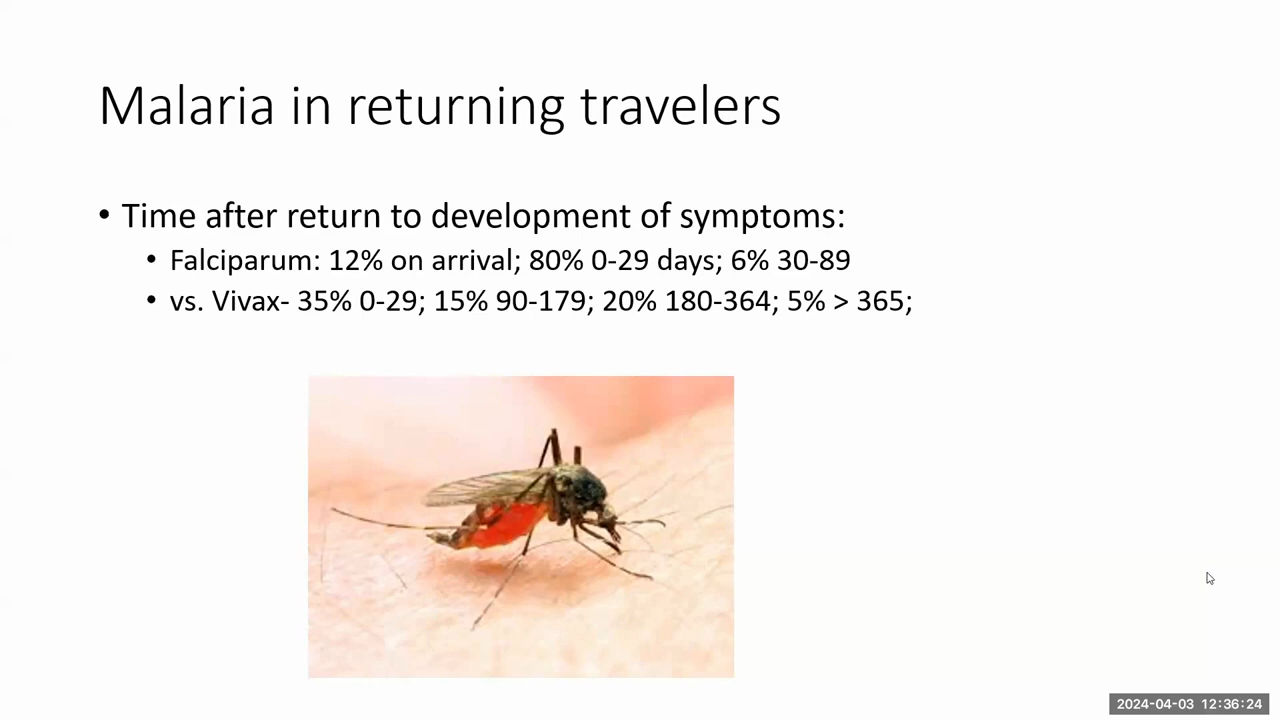 Malaria in returning travelers
• Time after return to development of symptoms:
• Falciparum: 12% on arrival; 80% 0-29 days; 6% 30-89
• vs. Vivax- 35% 0-29; 15% 90-179; 20% 180-364; 5% > 365;
2024-04-03 12:36:24